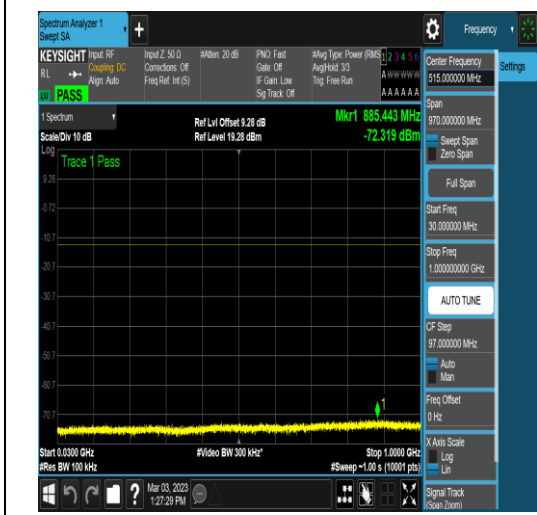 Spectrum Analyzer 1
Swept SA
+
Frequency
KEYSIGHT
RL
PASS
Input: RF
Coupling: DC
Align: Auto
Input Z: 50 Ω
Corrections: Off
Freq Ref: Int (S)
#Atten: 20 dB
PNO: Fast
Gate: Off
IF Gain: Low
Sig Track: Off
#Avg Type: Power (RMS
Avg|Hold: 3/3
Trig: Free Run
1 2 3 4 5 6
A W W W W W
A A A A A A
1 Spectrum
Scale/Div 10 dB
Ref Lvl Offset 9.28 dB
Ref Level 19.28 dBm
Mkr1 885.443 MHz
-72.319 dBm
Log
Trace 1 Pass
9.28
-0.72
-10.7
-20.7
-30.7
-40.7
-50.7
-60.7
-70.7
1
Start 0.0300 GHz
#Res BW 100 kHz
#Video BW 300 kHz*
Stop 1.0000 GHz
#Sweep ~1.00 s (10001 pts)
Mar 03, 2023
1:27:29 PM
Center Frequency
515.000000 MHz
Settings
Span
970.000000 MHz
Swept Span
Zero Span
Full Span
Start Freq
30.000000 MHz
Stop Freq
1.000000000 GHz
AUTO TUNE
CF Step
97.000000 MHz
Auto
Man
Freq Offset
0 Hz
X Axis Scale
Log
Lin
Signal Track
(Span Zoom)